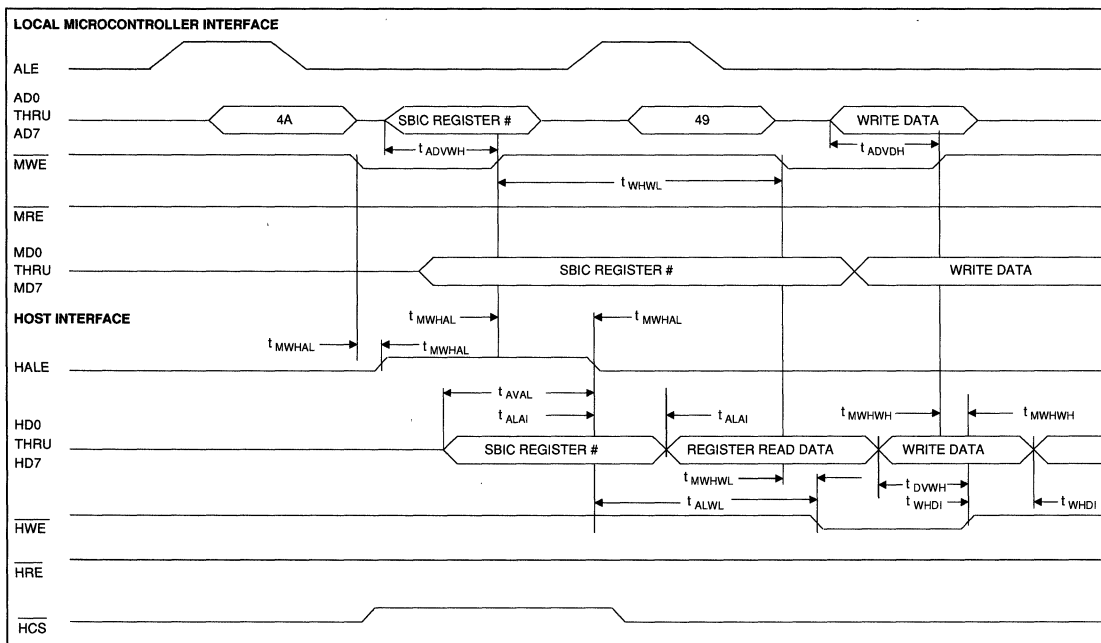 LOCAL MICROCONTROLLER INTERFACE
ALE
AD0
THRU
AD7
4A
SBIC REGISTER #
49
WRITE DATA
t ADVWH
t ADVDH
MWE
t WHWL
MRE
MD0
THRU
MD7
SBIC REGISTER #
WRITE DATA
HOST INTERFACE
t MWHAL
t MWHAL
t MWHAL
t MWHAL
HALE
t AVAL
t ALAI
t ALAI
t MWHWH
t MWHWH
HD0
THRU
HD7
SBIC REGISTER #
REGISTER READ DATA
WRITE DATA
t MWHWL
t DVWH
t ALWL
t WHDI
t WHDI
HWE
HRE
HCS